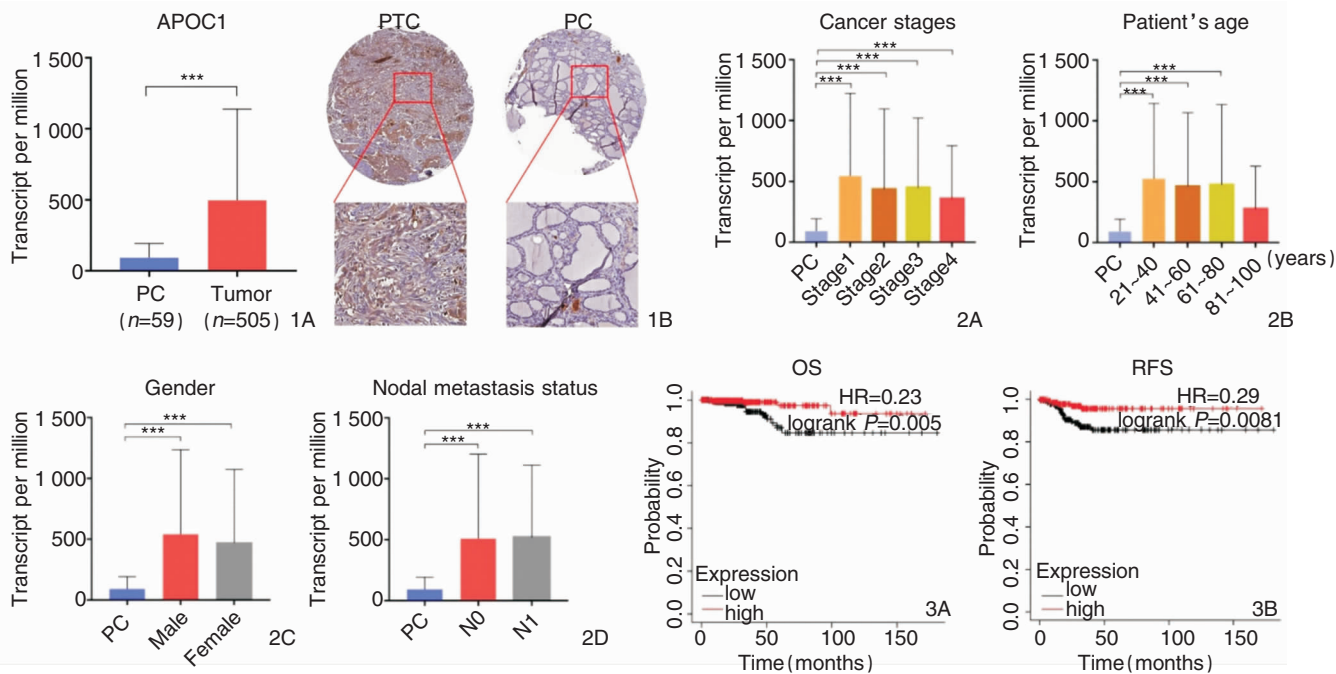 APOC1
Transcript per million
1 500
1 000
500
0
***
PC
(n=59)
Tumor
(n=505)
1A
PTC
PC
1B
Cancer stages
Transcript per million
1 500
1 000
500
0
***
***
***
***
PC
Stage1
Stage2
Stage3
Stage4
2A
Patient's age
Transcript per million
1 500
1 000
500
0
***
***
***
PC
21~40
41~60
61~80
81~100
(years)
2B
Gender
Transcript per million
1 500
1 000
500
0
***
***
PC
Male
Female
2C
Nodal metastasis status
Transcript per million
1 500
1 000
500
0
***
***
PC
N0
N1
2D
OS
Probability
1.0
0.8
0.6
0.4
0.2
0.0
HR=0.23
logrank P=0.005
Expression
low
high
3A
0
50
100
150
Time(months)
RFS
Probability
1.0
0.8
0.6
0.4
0.2
0.0
HR=0.29
logrank P=0.0081
Expression
low
high
3B
0
50
100
150
Time(months)